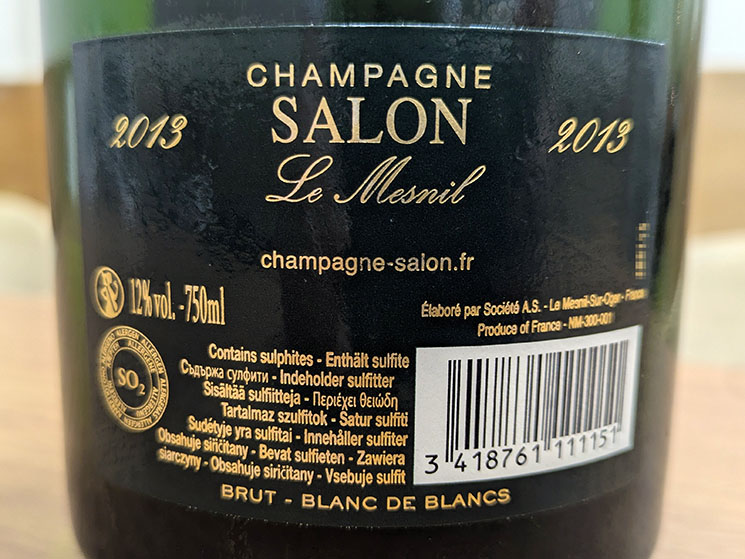 CHAMPAGNE
SALON
2013 2013
Le Mesnil
champagne-salon.fr
12% vol. -750ml
Élaboré par Société A.S. - Le Mesnil-Sur-Oger - France
Produce of France - NM-300-001
SO2
ALLERGEN
Contains sulphites - Enthält sulfite
Съдържа сулфити - Indeholder sulfitter
Sisältää sulfiitteja - Περιέχει θειώδη
Tartalmaz szulfitok - Satur sulfiti
Sudėtyje yra sulfitai - Innehåller sulfiter
Obsahuje siřičitany - Bevat sulfieten - Zawiera
siarczyny - Obsahuje siričitany - Vsebuje sulfit
3 418761 111151
BRUT - BLANC DE BLANCS